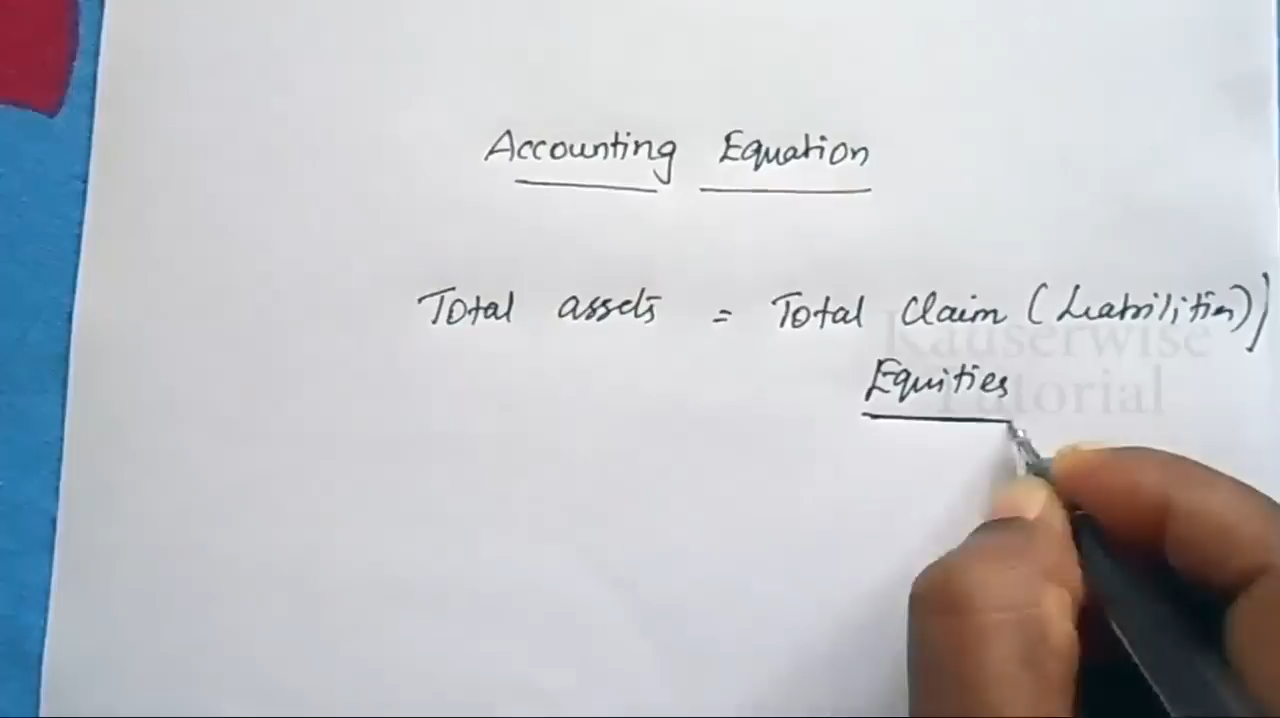 Accounting Equation
Total assets = Total Claim (Liabilities))
Equities
Kauserwise
Tutorial